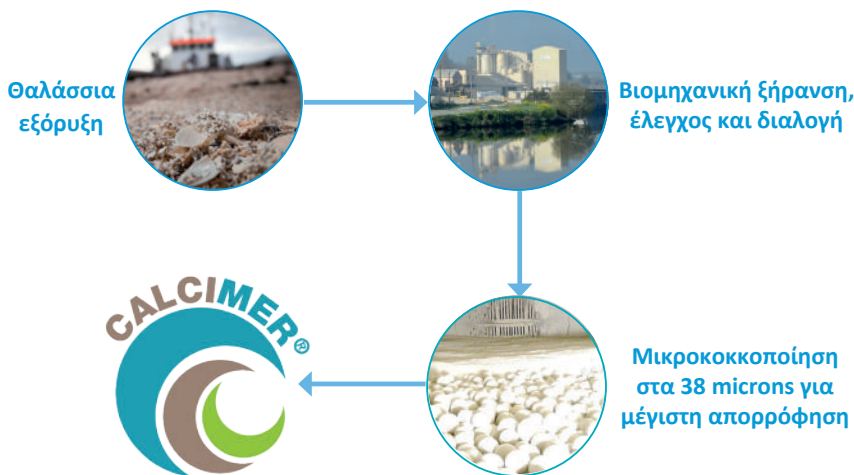 Θαλάσσια
εξόρυξη
Βιομηχανική ξήρανση,
έλεγχος και διαλογή
CALCIMER®
Μικροκοκκοποίηση
στα 38 microns για
μέγιστη απορρόφηση